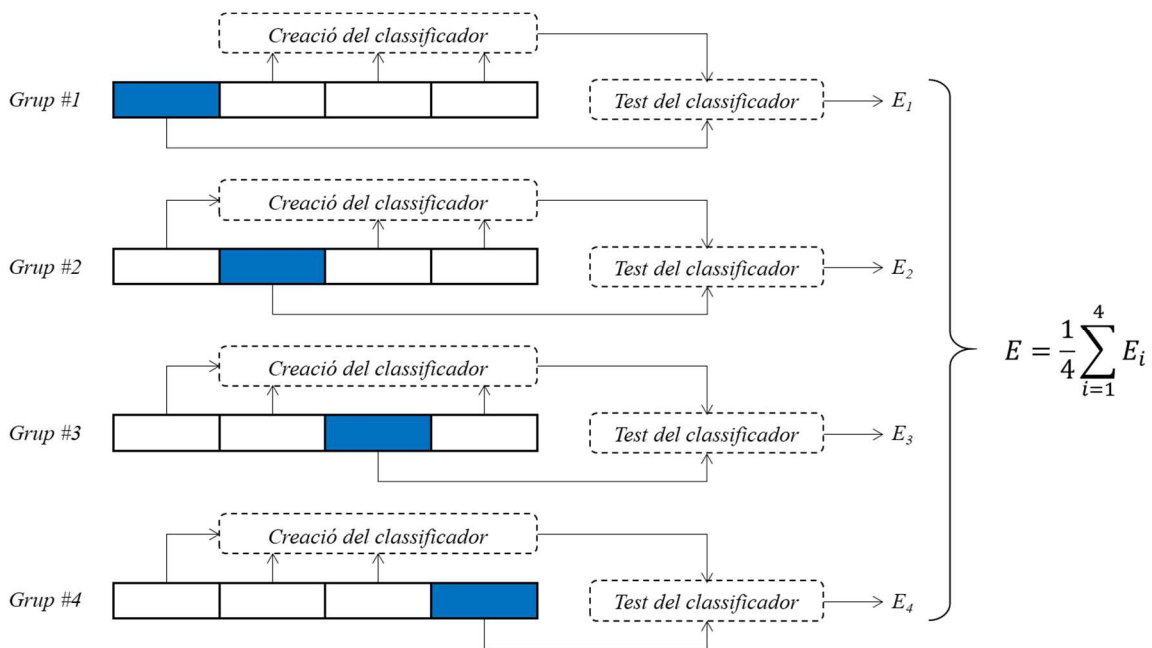 Creació del classificador
Grup #1
Test del classificador
E₁
Creació del classificador
Grup #2
Test del classificador
E₂
E = 1/4 ∑_{i=1}^{4} E_i
Creació del classificador
Grup #3
Test del classificador
E₃
Creació del classificador
Grup #4
Test del classificador
E₄